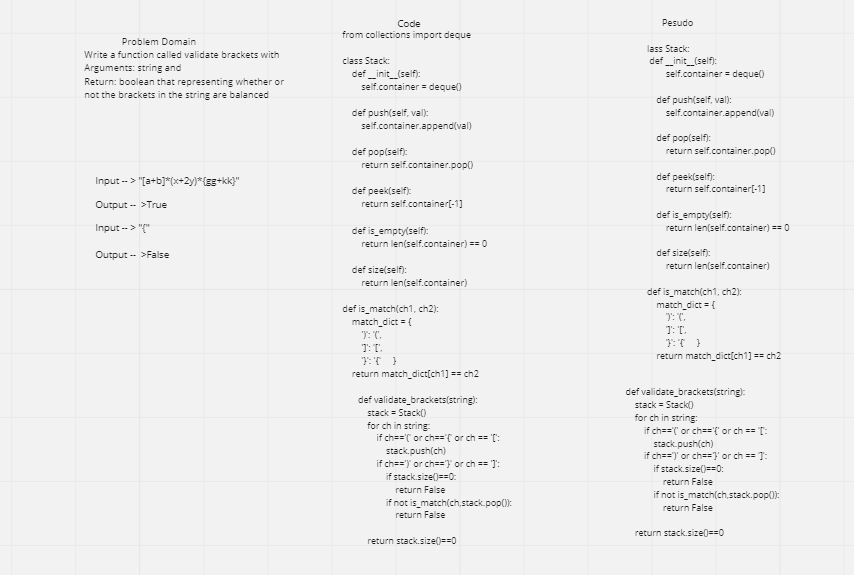 Problem Domain
Write a function called validate brackets with
Arguments: string and
Return: boolean that representing whether or
not the brackets in the string are balanced
Input -- > "[a+b]*(x+2y)*{gg+kk}"
Output -- >True
Input -- > "{"
Output -- >False
Code
from collections import deque
class Stack:
def __init__(self):
self.container = deque()
def push(self, val):
self.container.append(val)
def pop(self):
return self.container.pop()
def peek(self):
return self.container[-1]
def is_empty(self):
return len(self.container) == 0
def size(self):
return len(self.container)
def is_match(ch1, ch2):
match_dict = {
')': '(',
']': '[',
'}': '{' }
return match_dict[ch1] == ch2
def validate_brackets(string):
stack = Stack()
for ch in string:
if ch=='(' or ch=='{' or ch == '[':
stack.push(ch)
if ch==')' or ch=='}' or ch == ']':
if stack.size()==0:
return False
if not is_match(ch,stack.pop()):
return False
return stack.size()==0
Pesudo
lass Stack:
def __init__(self):
self.container = deque()
def push(self, val):
self.container.append(val)
def pop(self):
return self.container.pop()
def peek(self):
return self.container[-1]
def is_empty(self):
return len(self.container) == 0
def size(self):
return len(self.container)
def is_match(ch1, ch2):
match_dict = {
')': '(',
']': '[',
'}': '{' }
return match_dict[ch1] == ch2
def validate_brackets(string):
stack = Stack()
for ch in string:
if ch=='(' or ch=='{' or ch == '[':
stack.push(ch)
if ch==')' or ch=='}' or ch == ']':
if stack.size()==0:
return False
if not is_match(ch,stack.pop()):
return False
return stack.size()==0